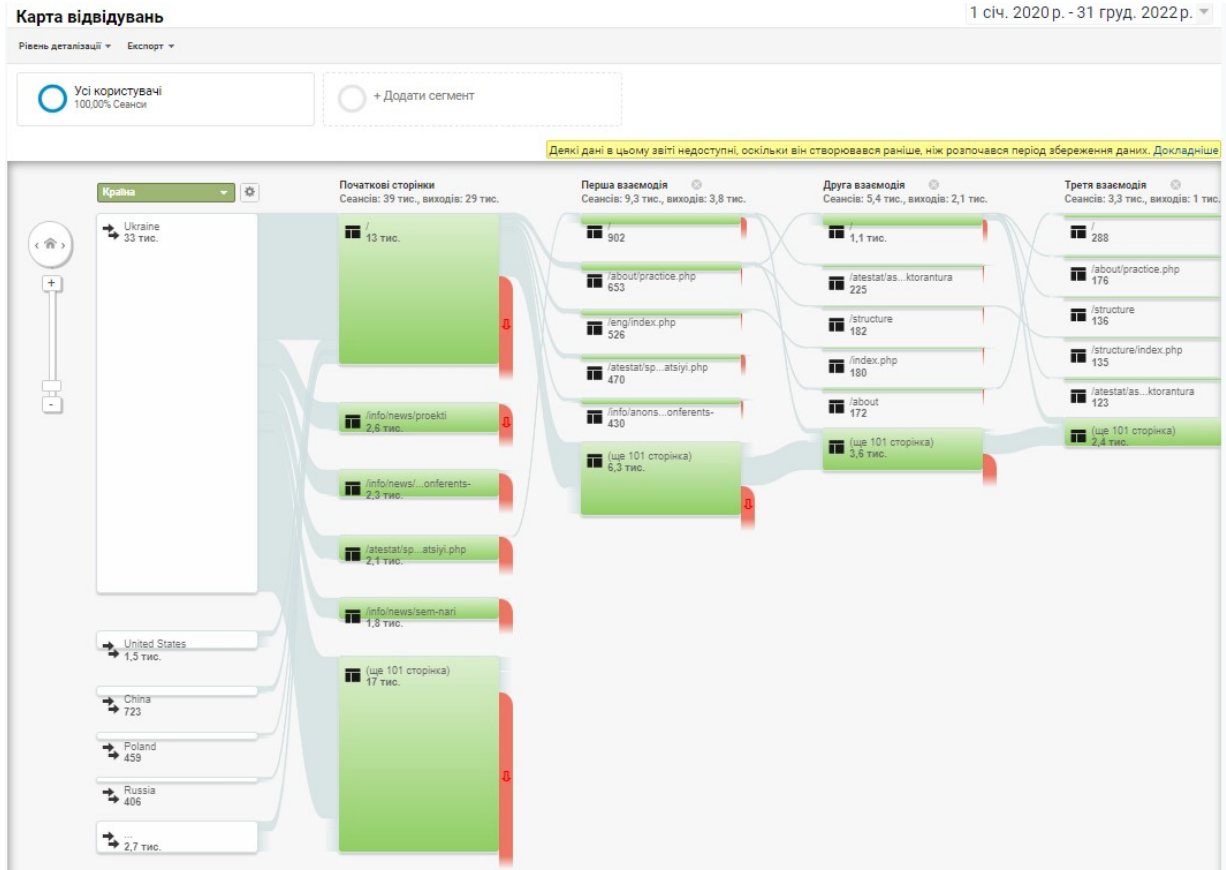 Карта відвідувань
1 січ. 2020 р. - 31 груд. 2022 р.
Рівень деталізації Експорт
Усі користувачі
100,00% Сеанси
+ Додати сегмент
Деякі дані в цьому звіті недоступні, оскільки він створювався раніше, ніж розпочався період збереження даних. Докладніше
Країна
Ukraine
33 тис.
United States
1,5 тис.
China
723
Poland
459
Russia
406
...
2,7 тис.
Початкові сторінки
Сеансів: 39 тис., виходів: 29 тис.
/
13 тис.
/info/news/proekti
2,6 тис.
/info/news/...onferents-
2,3 тис.
/atestat/sp...atsiyi.php
2,1 тис.
/info/news/sem-nari
1,8 тис.
(ще 101 сторінка)
17 тис.
Перша взаємодія
Сеансів: 9,3 тис., виходів: 3,8 тис.
/
902
/about/practice.php
653
/eng/index.php
526
/atestat/sp...atsiyi.php
470
/info/anons...onferents-
430
(ще 101 сторінка)
6,3 тис.
Друга взаємодія
Сеансів: 5,4 тис., виходів: 2,1 тис.
/
1,1 тис.
/atestat/as...ktorantura
225
/structure
182
/index.php
180
/about
172
(ще 101 сторінка)
3,6 тис.
Третя взаємодія
Сеансів: 3,3 тис., виходів: 1 тис.
/
288
/about/practice.php
176
/structure
136
/structure/index.php
135
/atestat/as...ktorantura
123
(ще 101 сторінка)
2,4 тис.